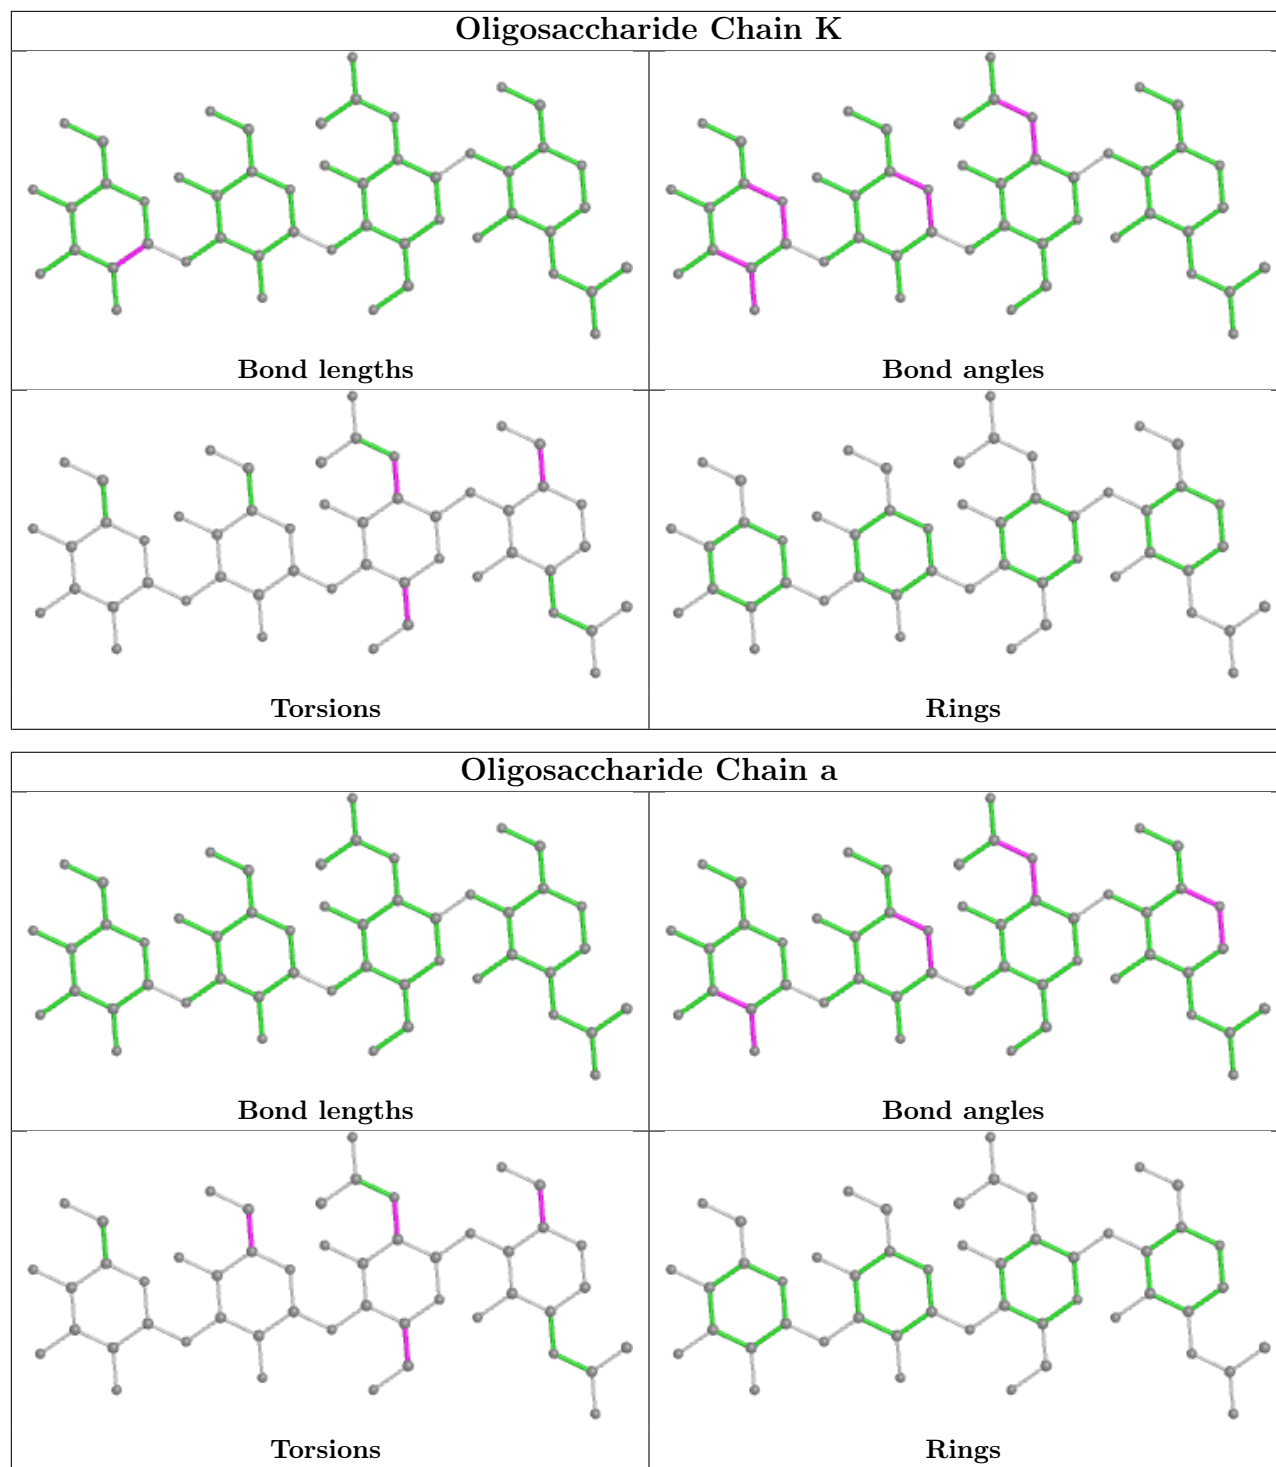 Oligosaccharide Chain K
Bond lengths
Bond angles
Torsions
Rings
Oligosaccharide Chain a
Bond lengths
Bond angles
Torsions
Rings